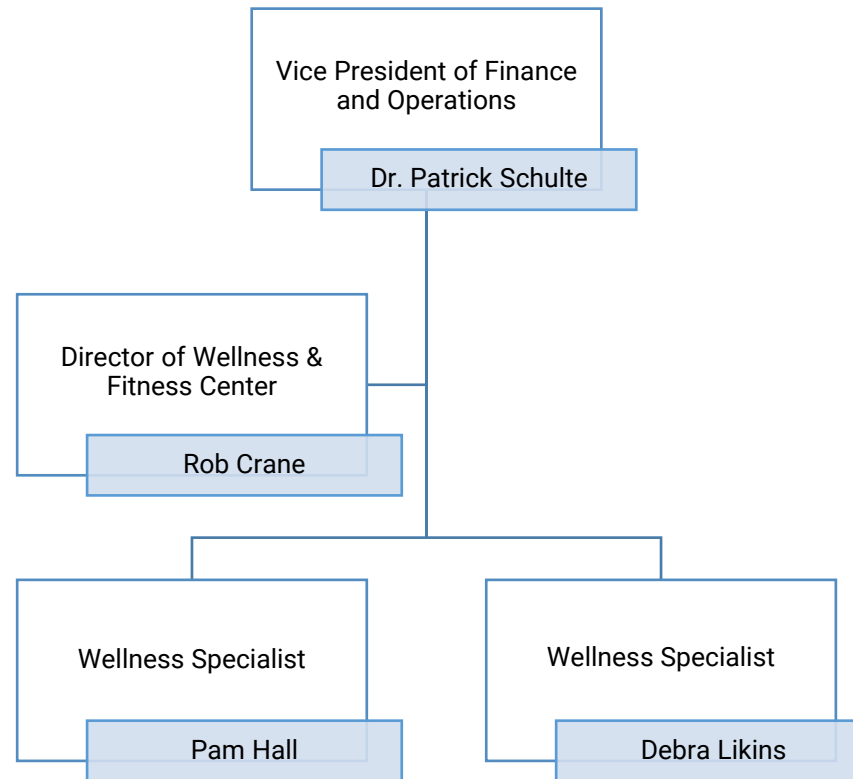 Vice President of Finance
and Operations
Dr. Patrick Schulte
Director of Wellness &
Fitness Center
Rob Crane
Wellness Specialist
Pam Hall
Wellness Specialist
Debra Likins